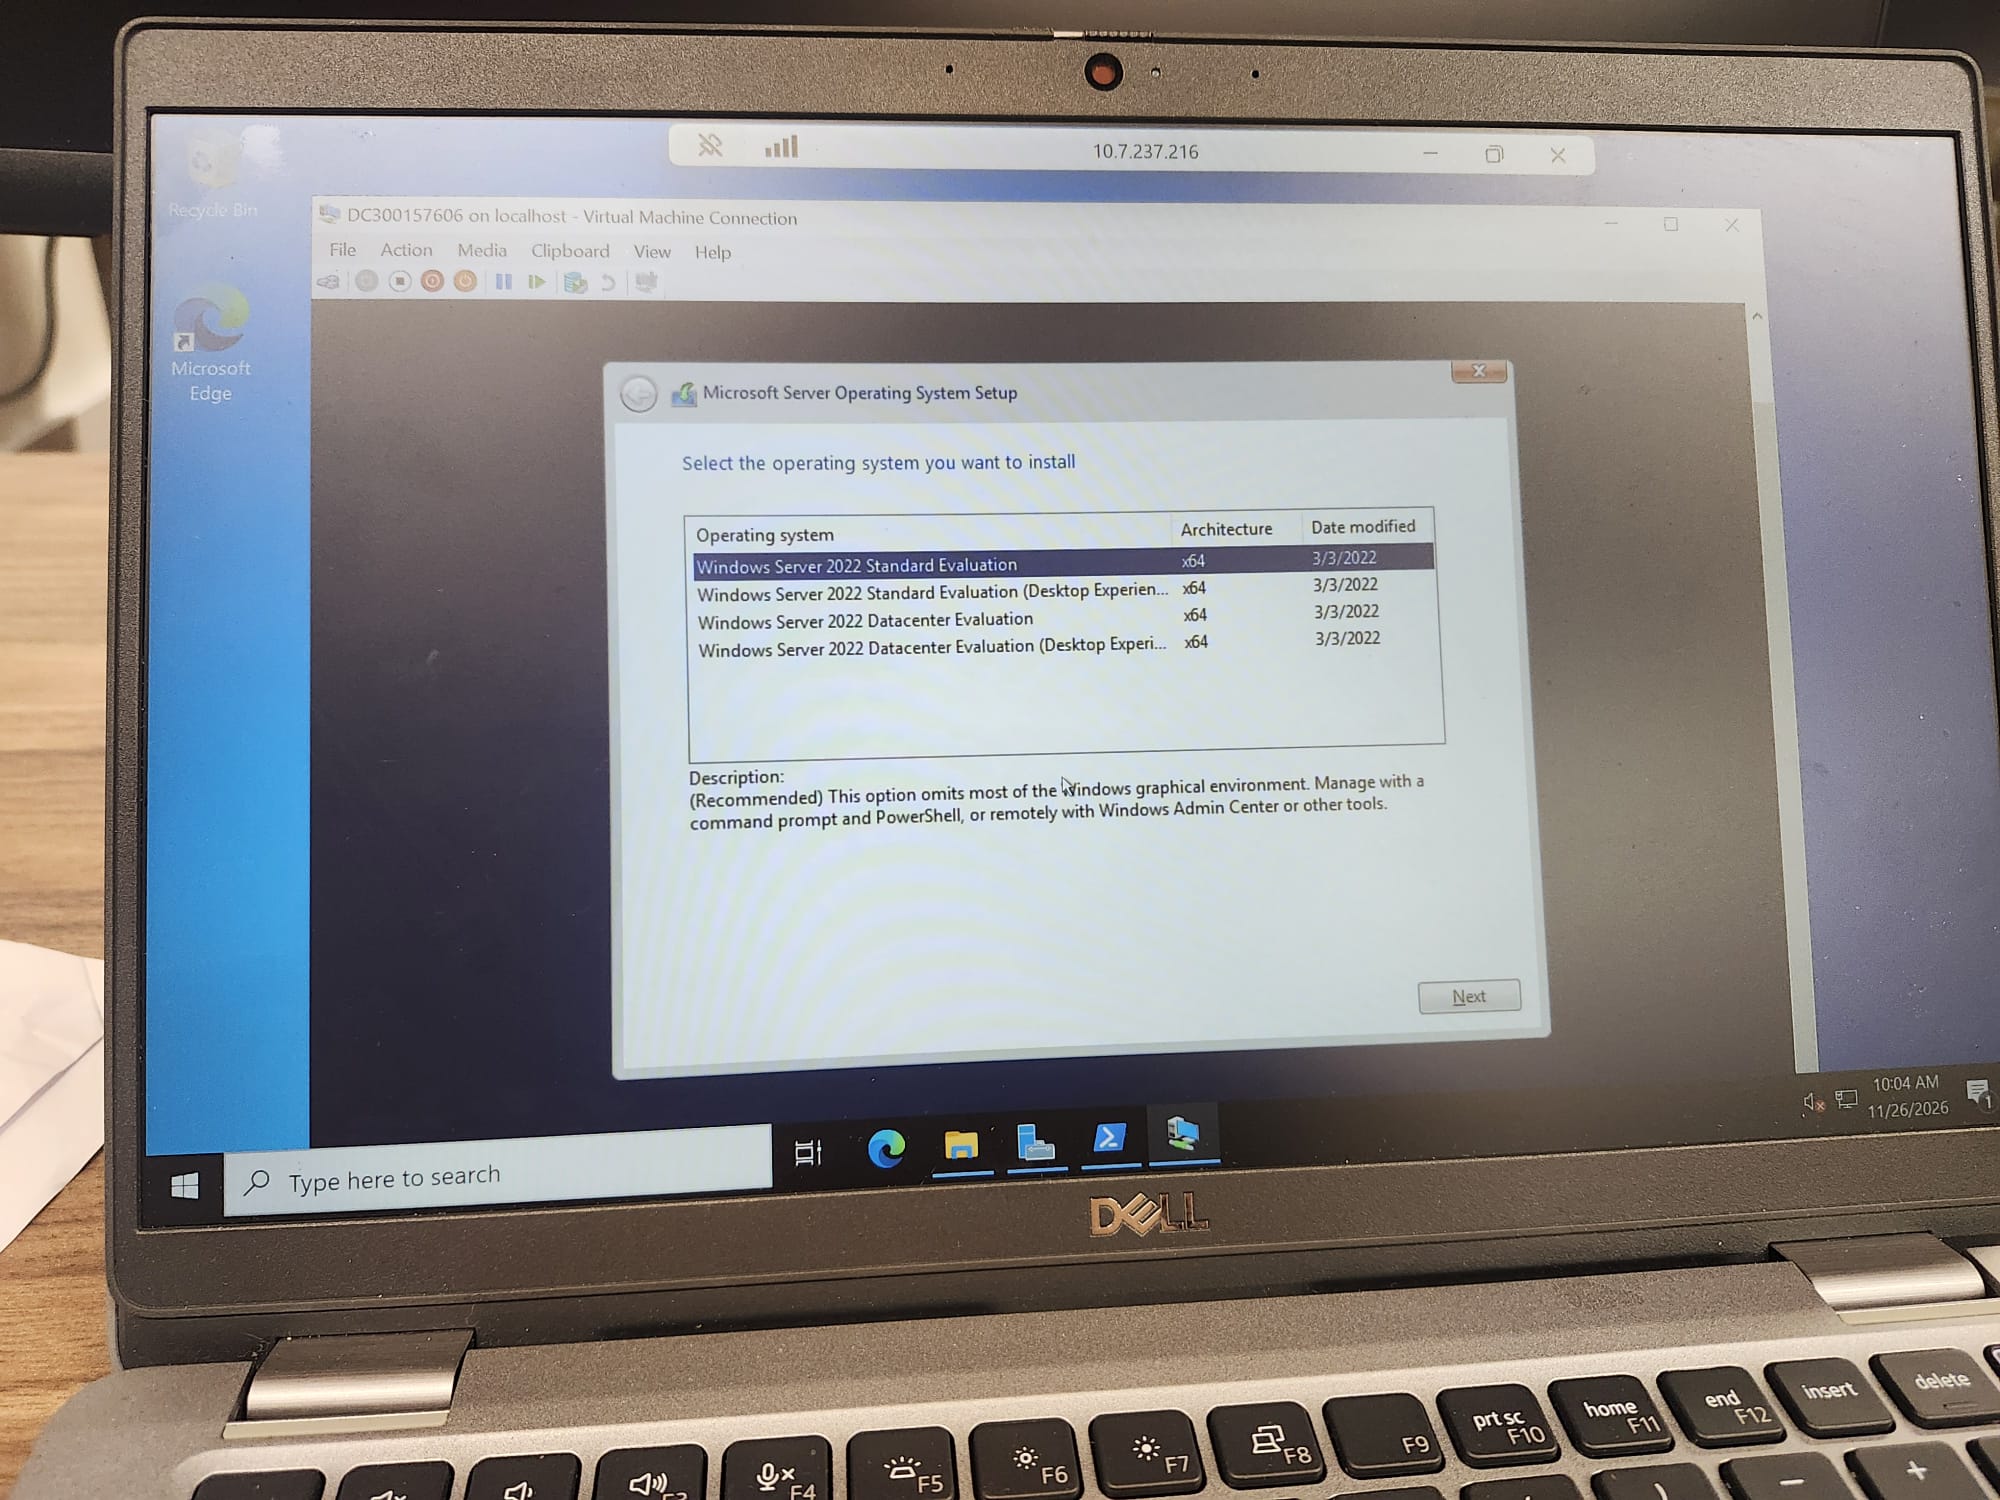 10.7.237.216
Recycle Bin
DC300157606 on localhost - Virtual Machine Connection
File Action Media Clipboard View Help
Microsoft
Edge
Microsoft Server Operating System Setup
Select the operating system you want to install
Operating system Architecture Date modified
Windows Server 2022 Standard Evaluation x64 3/3/2022
Windows Server 2022 Standard Evaluation (Desktop Experien... x64 3/3/2022
Windows Server 2022 Datacenter Evaluation x64 3/3/2022
Windows Server 2022 Datacenter Evaluation (Desktop Experi... x64 3/3/2022
Description:
(Recommended) This option omits most of the Windows graphical environment. Manage with a
command prompt and PowerShell, or remotely with Windows Admin Center or other tools.
Next
10:04 AM
11/26/2026
1
Type here to search
DELL
F4 F5 F6 F7 F8 F9 prt sc F10 home F11 end F12 insert delete